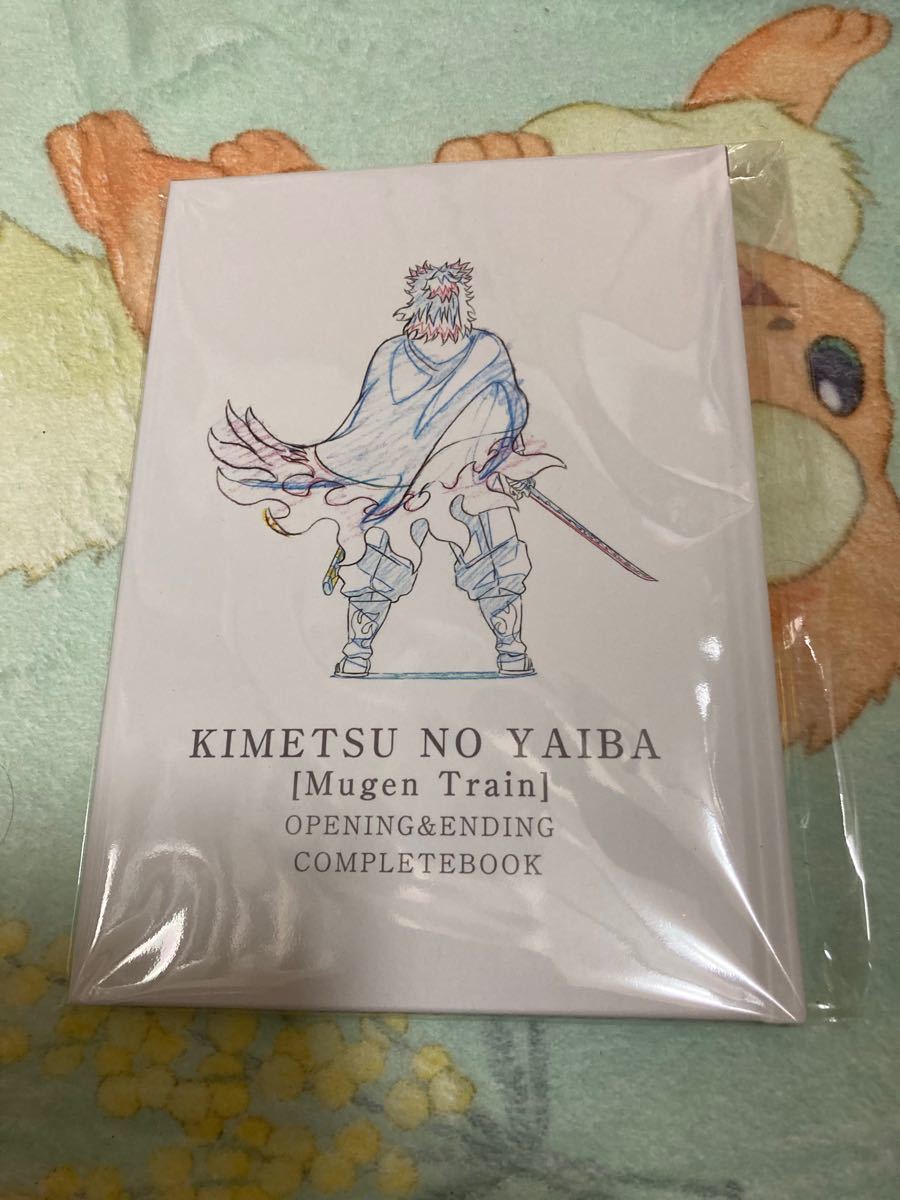 KIMETSU NO YAIBA
[Mugen Train]
OPENING&ENDING
COMPLETEBOOK